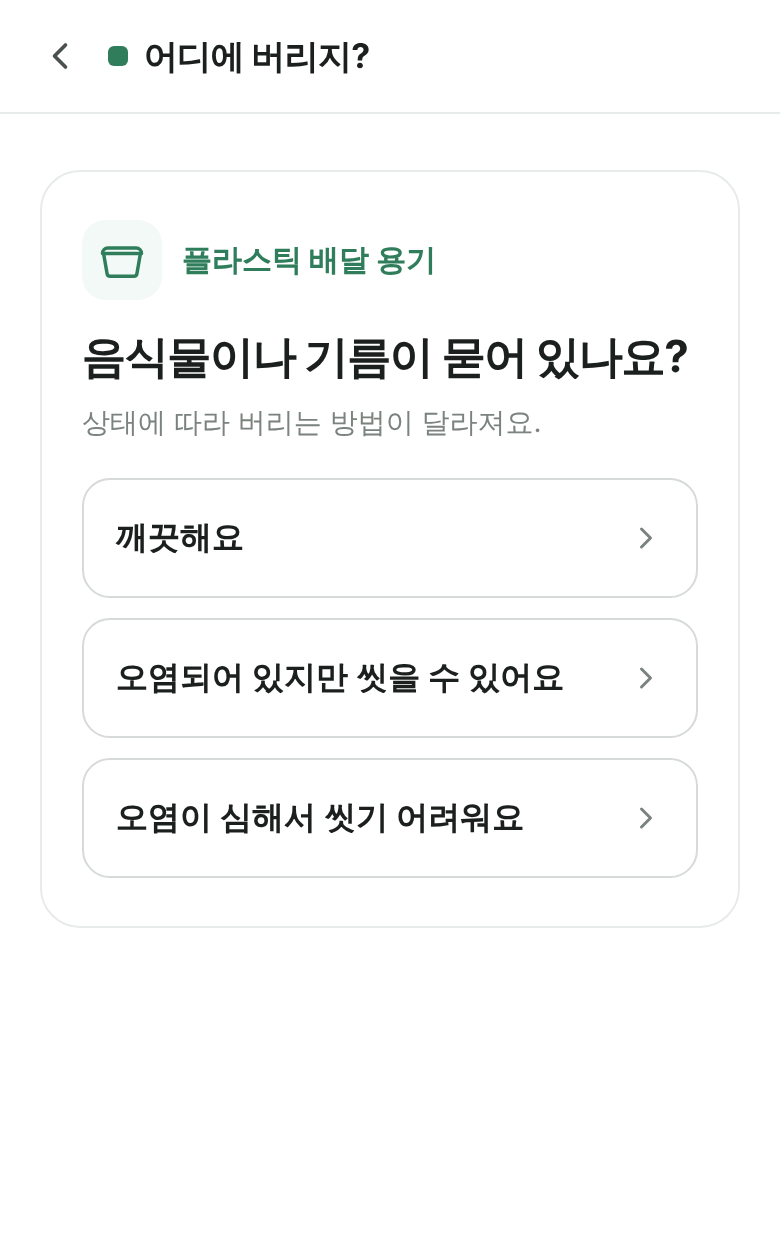 어디에 버리지?
플라스틱 배달 용기
음식물이나 기름이 묻어 있나요?
상태에 따라 버리는 방법이 달라져요.
깨끗해요
오염되어 있지만 씻을 수 있어요
오염이 심해서 씻기 어려워요